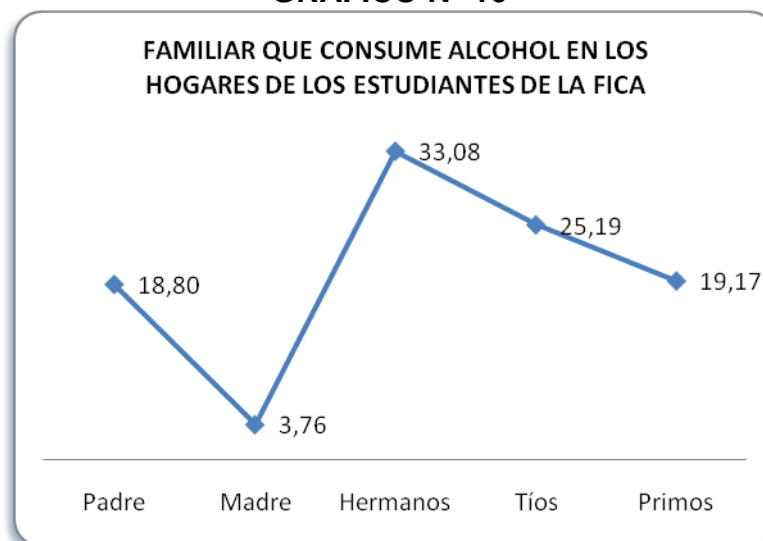 FAMILIAR QUE CONSUME ALCOHOL EN LOS
HOGARES DE LOS ESTUDIANTES DE LA FICA
33,08
25,19
18,80
19,17
3,76
Padre Madre Hermanos Tíos Primos